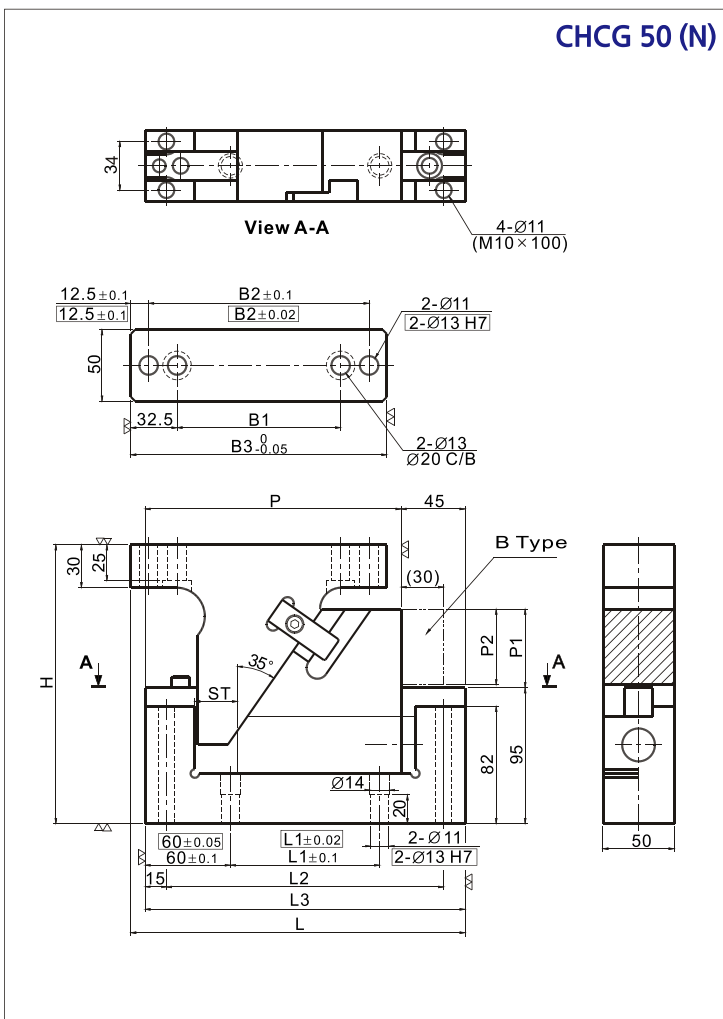 CHCG 50 (N)
34
View A-A
4-Ø11
(M10×100)
12.5±0.1
12.5±0.1
B2±0.1
B2±0.02
2-Ø11
2-Ø13 H7
50
32.5
B1
B3 0 -0.05
2-Ø13
Ø20 C/B
P
45
B Type
30
25
(30)
P2
P1
35°
A
A
ST
H
Ø14
20
82
95
60±0.05
60±0.1
L1±0.02
L1±0.1
2-Ø11
2-Ø13 H7
50
15
L2
L3
L